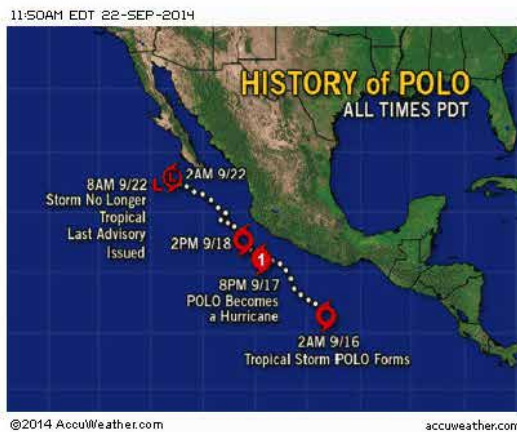 11:50AM EDT 22-SEP-2014
HISTORY of POLO
ALL TIMES PDT
L
L
2AM 9/22
8AM 9/22
Storm No Longer
Tropical
Last Advisory
Issued
2PM 9/18
1
8PM 9/17
POLO Becomes
a Hurricane
2AM 9/16
Tropical Storm POLO Forms
©2014 AccuWeather.com
accuweather.com